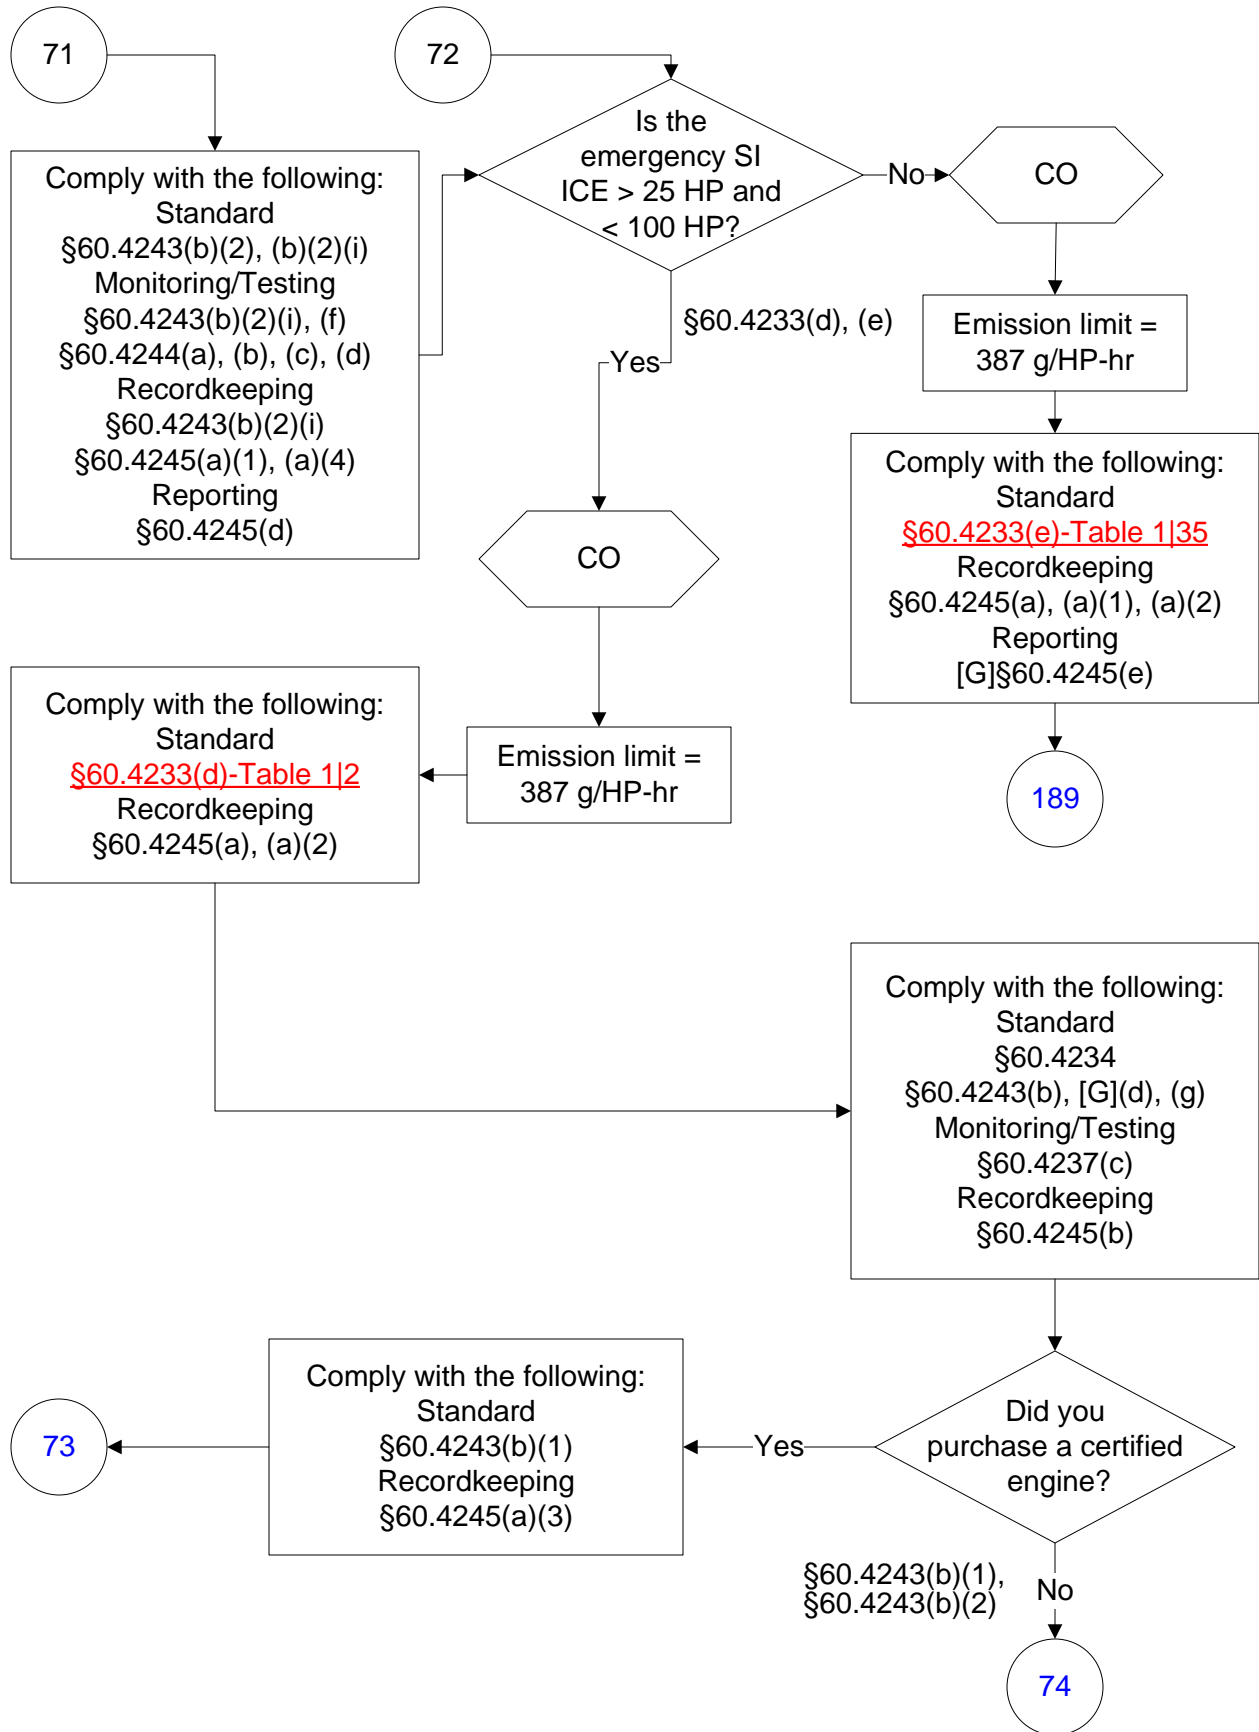 71
72
Is the
emergency SI
ICE > 25 HP and
< 100 HP?
No
CO
Comply with the following:
Standard
§60.4243(b)(2), (b)(2)(i)
Monitoring/Testing
§60.4243(b)(2)(i), (f)
§60.4244(a), (b), (c), (d)
Recordkeeping
§60.4243(b)(2)(i)
§60.4245(a)(1), (a)(4)
Reporting
§60.4245(d)
§60.4233(d), (e)
Yes
Emission limit =
387 g/HP-hr
Comply with the following:
Standard
§60.4233(e)-Table 1|35
Recordkeeping
§60.4245(a), (a)(1), (a)(2)
Reporting
[G]§60.4245(e)
189
CO
Emission limit =
387 g/HP-hr
Comply with the following:
Standard
§60.4233(d)-Table 1|2
Recordkeeping
§60.4245(a), (a)(2)
Comply with the following:
Standard
§60.4234
§60.4243(b), [G](d), (g)
Monitoring/Testing
§60.4237(c)
Recordkeeping
§60.4245(b)
Did you
purchase a certified
engine?
Yes
Comply with the following:
Standard
§60.4243(b)(1)
Recordkeeping
§60.4245(a)(3)
73
§60.4243(b)(1),
§60.4243(b)(2)
No
74